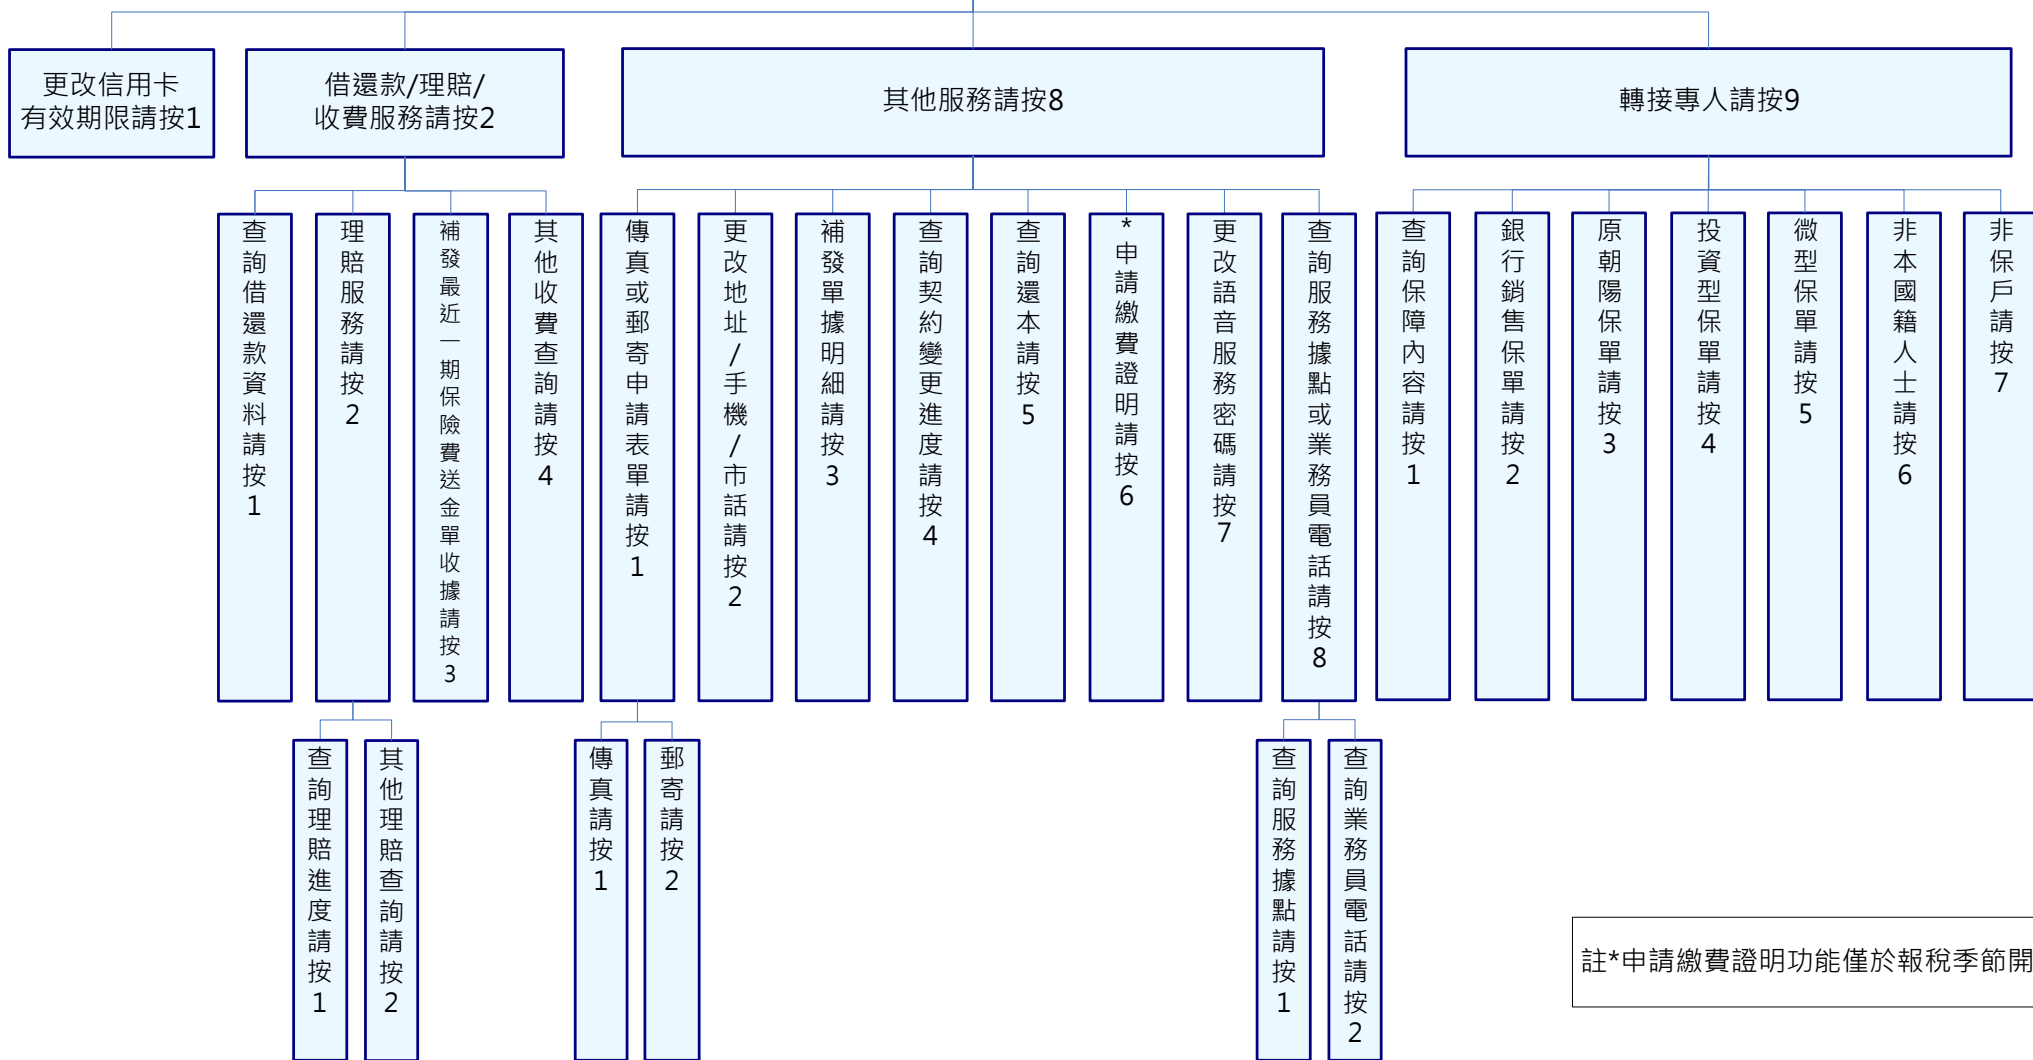 更改信用卡
有效期限請按1
借還款/理賠/
收費服務請按2
其他服務請按8
轉接專人請按9
查詢借還款資料請按1
理賠服務請按2
補發最近一期保險費送金單收據請按3
其他收費查詢請按4
傳真或郵寄申請表單請按1
更改地址/手機/市話請按2
補發單據明細請按3
查詢契約變更進度請按4
查詢還本請按5
*申請繳費證明請按6
更改語音服務密碼請按7
查詢服務據點或業務員電話請按8
查詢保障內容請按1
銀行銷售保單請按2
原朝陽保單請按3
投資型保單請按4
微型保單請按5
非本國籍人士請按6
非保戶請按7
查詢理賠進度請按1
其他理賠查詢請按2
傳真請按1
郵寄請按2
查詢服務據點請按1
查詢業務員電話請按2
註*申請繳費證明功能僅於報稅季節開